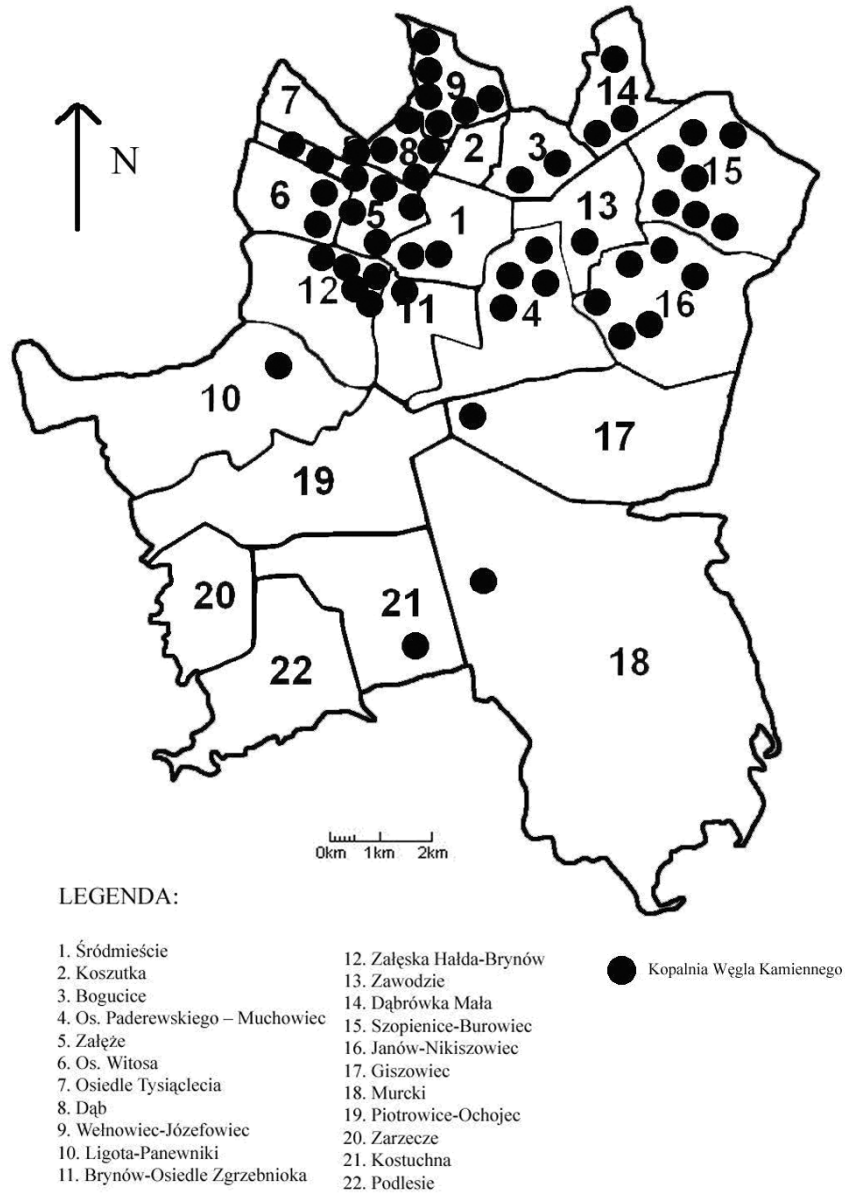 N
7
9
14
8
2
3
15
6
5
1
13
12
11
4
16
10
17
19
20
21
18
22
0km 1km 2km
LEGENDA:
1. Śródmieście
2. Koszutka
3. Bogucice
4. Os. Paderewskiego – Muchowiec
5. Załęże
6. Os. Witosa
7. Osiedle Tysiąclecia
8. Dąb
9. Wełnowiec-Józefowiec
10. Ligota-Panewniki
11. Brynów-Osiedle Zgrzebnioka
12. Załęska Hałda-Brynów
13. Zawodzie
14. Dąbrówka Mała
15. Szopienice-Burowiec
16. Janów-Nikiszowiec
17. Giszowiec
18. Murcki
19. Piotrowice-Ochojec
20. Zarzecze
21. Kostuchna
22. Podlesie
Kopalnia Węgla Kamiennego